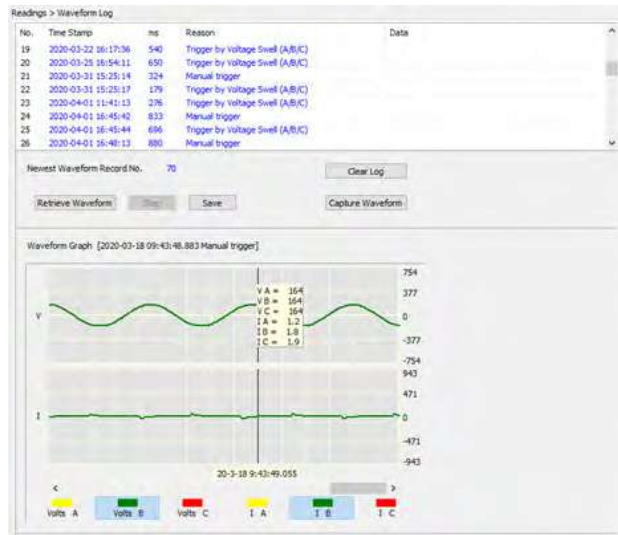 Readings > Waveform Log
No. Time Stamp ms Reason Data
19 2020-03-22 16:17:36 540 Trigger by Voltage Swell (A/B/C)
20 2020-03-25 16:54:11 650 Trigger by Voltage Swell (A/B/C)
21 2020-03-31 15:25:14 324 Manual trigger
22 2020-03-31 15:25:17 179 Trigger by Voltage Swell (A/B/C)
23 2020-04-01 11:41:13 276 Trigger by Voltage Swell (A/B/C)
24 2020-04-01 16:45:42 833 Manual trigger
25 2020-04-01 16:45:44 696 Trigger by Voltage Swell (A/B/C)
26 2020-04-01 16:48:13 880 Manual trigger
Newest Waveform Record No. 70
Clear Log
Retrieve Waveform Stop Save Capture Waveform
Waveform Graph [2020-03-18 09:43:48.883 Manual trigger]
754
377
V 0
-377
-754
V A = 164
V B = 164
V C = 164
I A = 1.2
I B = 1.8
I C = 1.9
943
471
I 0
-471
-943
20-3-18 9:43:49.055
< >
Volts A Volts B Volts C I A I B I C